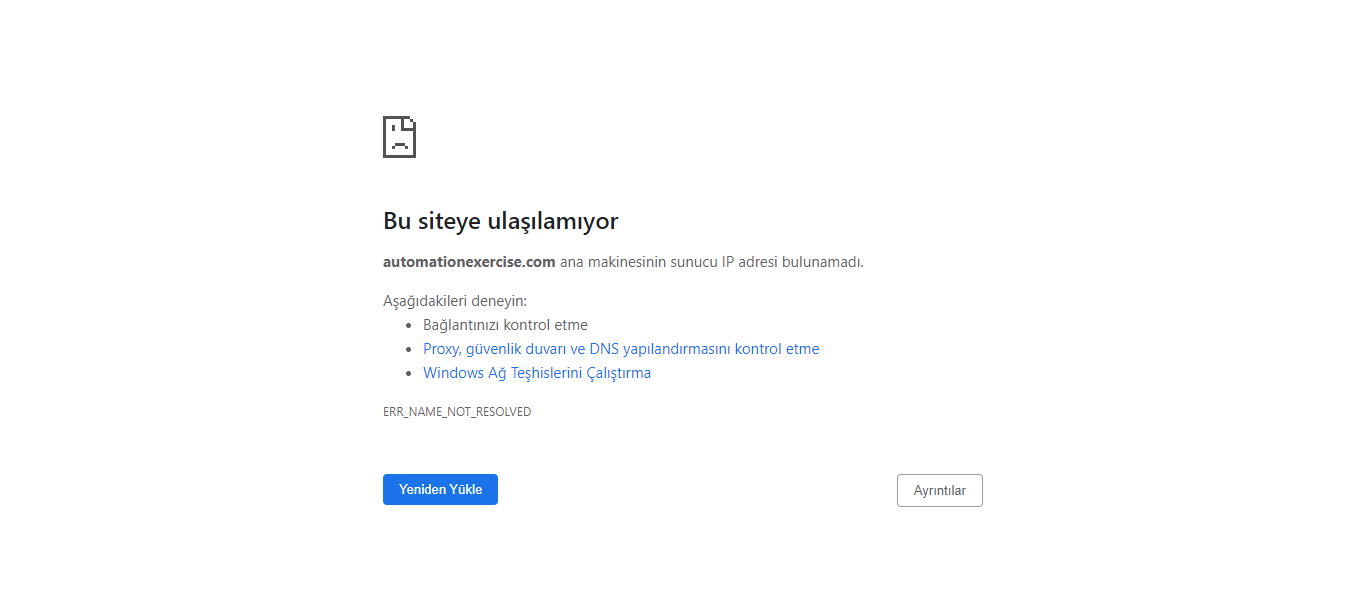 Bu siteye ulaşılamıyor
automationexercise.com ana makinesinin sunucu IP adresi bulunamadı.
Aşağıdakileri deneyin:
Bağlantınızı kontrol etme
Proxy, güvenlik duvarı ve DNS yapılandırmasını kontrol etme
Windows Ağ Teşhislerini Çalıştırma
ERR_NAME_NOT_RESOLVED
Yeniden Yükle
Ayrıntılar